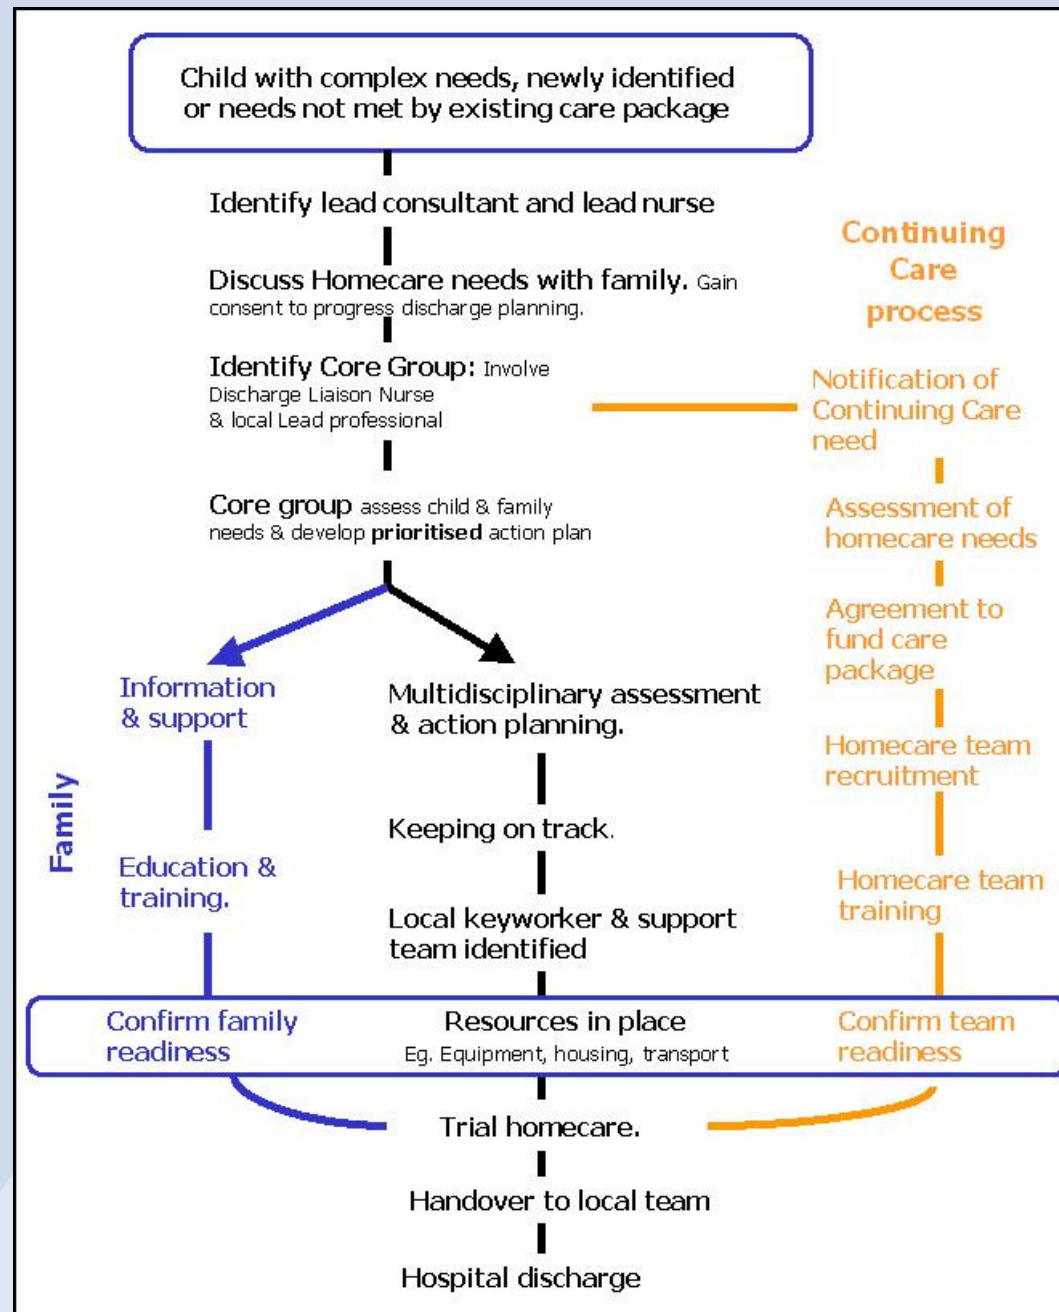 Child with complex needs, newly identified
or needs not met by existing care package
Identify lead consultant and lead nurse
Discuss Homecare needs with family. Gain
consent to progress discharge planning.
Identify Core Group: Involve
Discharge Liaison Nurse
& local Lead professional
Core group assess child & family
needs & develop prioritised action plan
Continuing
Care
process
Notification of
Continuing Care
need
Assessment of
homecare needs
Agreement to
fund care
package
Homecare team
recruitment
Homecare team
training
Family
Information
& support
Education &
training.
Multidisciplinary assessment
& action planning.
Keeping on track.
Local keyworker & support
team identified
Confirm family
readiness
Resources in place
Eg. Equipment, housing, transport
Confirm team
readiness
Trial homecare.
Handover to local team
Hospital discharge